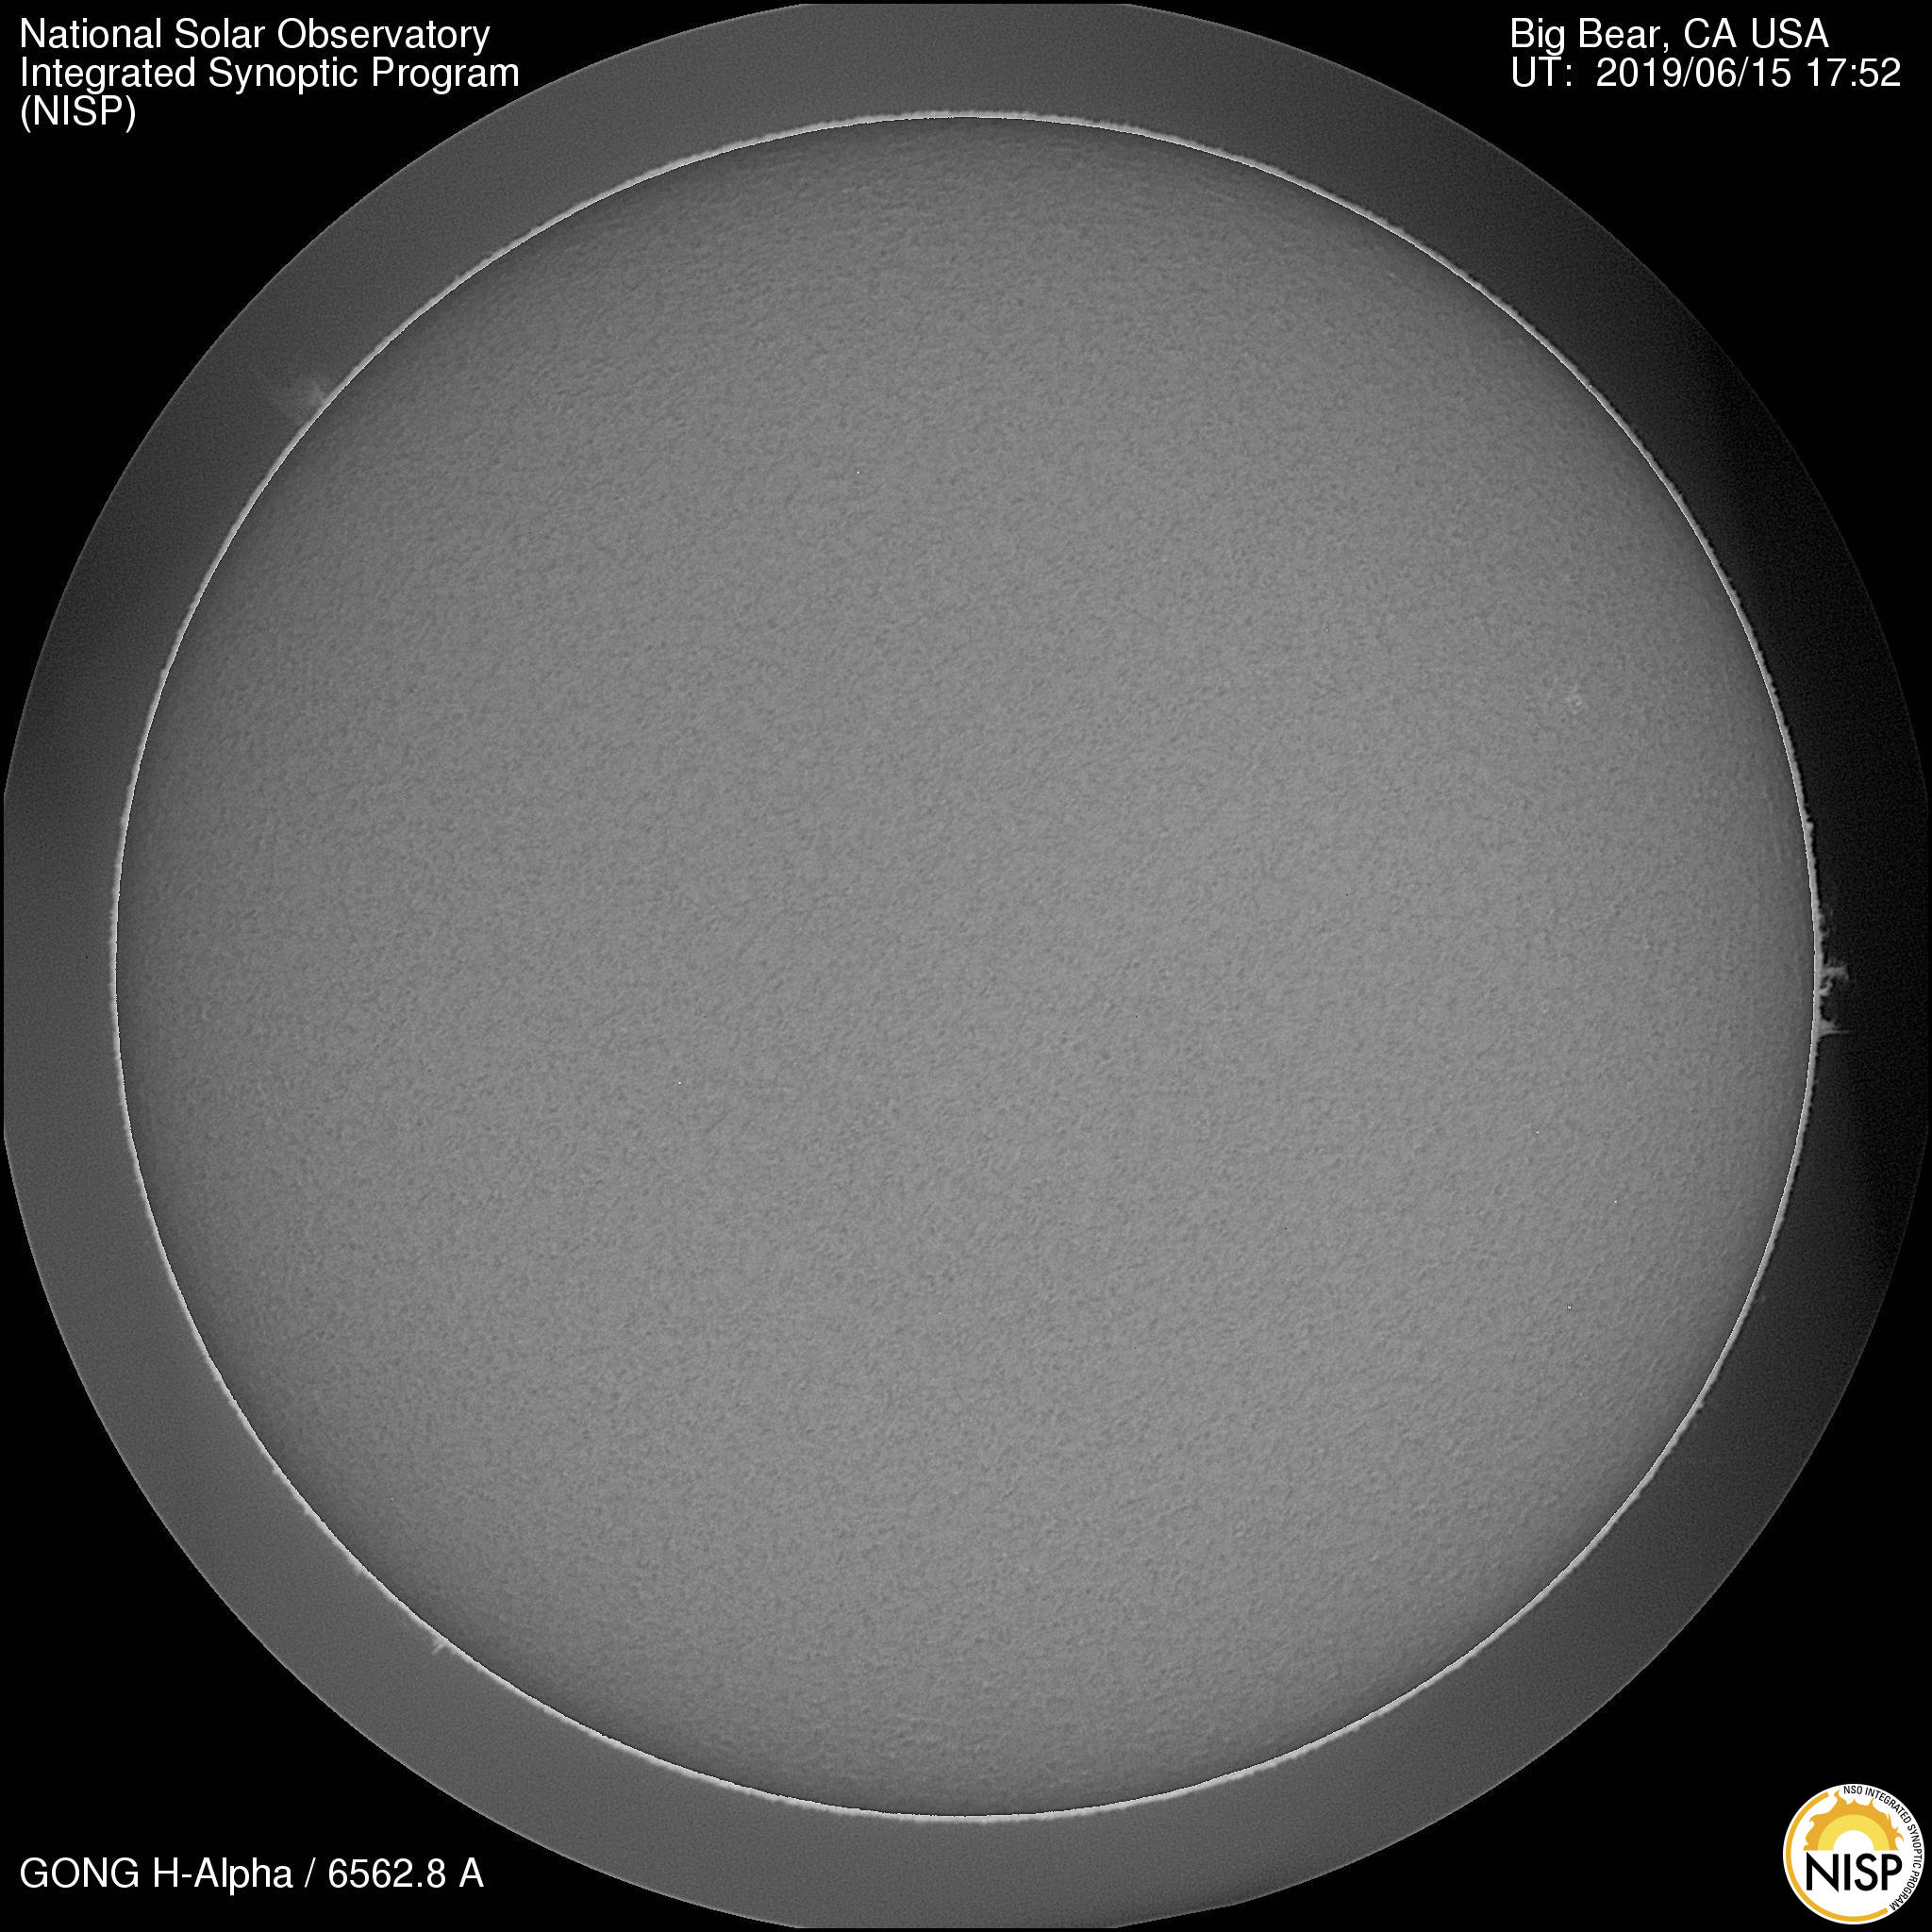 National Solar Observatory
Integrated Synoptic Program
(NISP)
Big Bear, CA USA
UT: 2019/06/15 17:52
GONG H-Alpha / 6562.8 A
NSO INTEGRATED SYNOPTIC PROGRAM
NISP